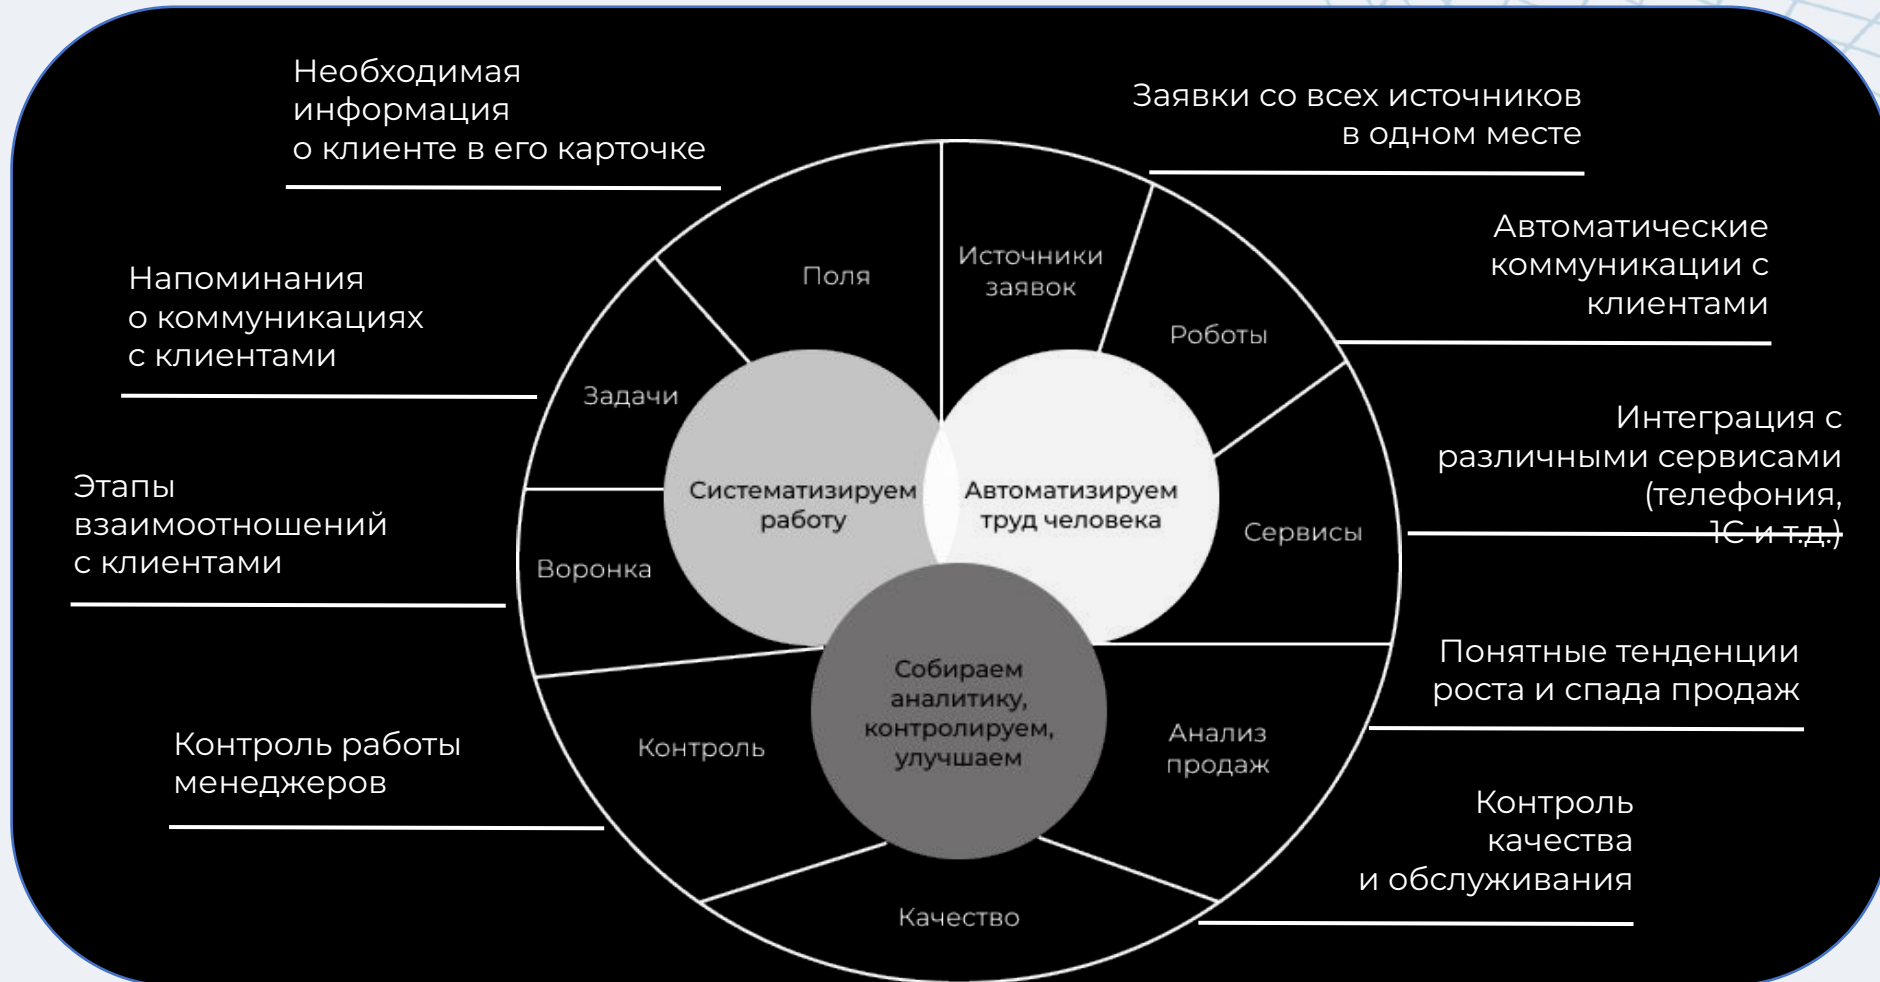 Необходимая
информация
о клиенте в его карточке
Заявки со всех источников
в одном месте
Напоминания
о коммуникациях
с клиентами
Автоматические
коммуникации с
клиентами
Этапы
взаимоотношений
с клиентами
Интеграция с
различными сервисами
(телефония,
1С и т.д.)
Контроль работы
менеджеров
Понятные тенденции
роста и спада продаж
Контроль
качества
и обслуживания
Поля
Источники
заявок
Роботы
Задачи
Сервисы
Воронка
Контроль
Анализ
продаж
Качество
Систематизируем
работу
Автоматизируем
труд человека
Собираем
аналитику,
контролируем,
улучшаем